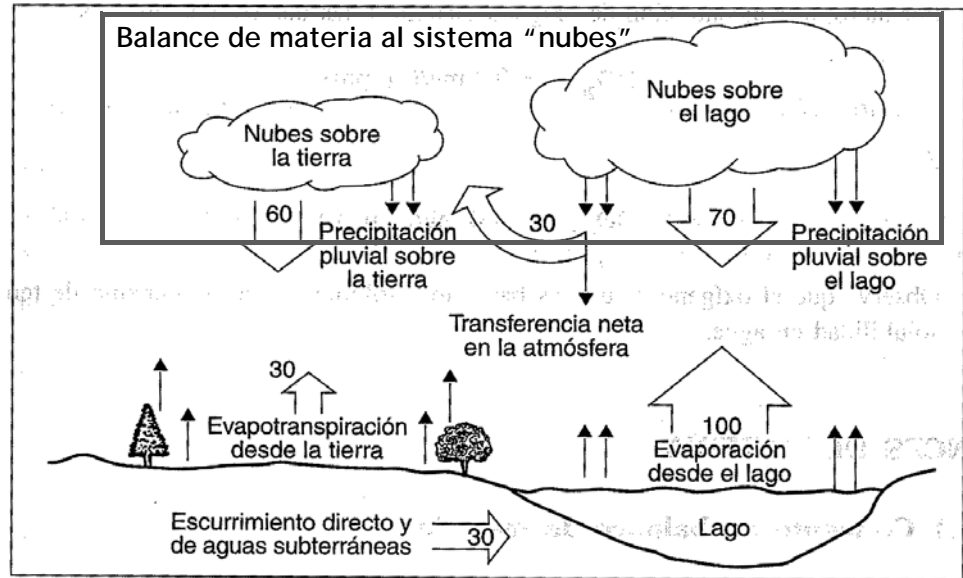 Balance de materia al sistema “nubes”
Nubes sobre
la tierra
Nubes sobre
el lago
60
30
70
Precipitación
pluvial sobre
la tierra
Precipitación
pluvial sobre
el lago
Transferencia neta
en la atmósfera
30
Evapotranspiración
desde la tierra
100
Evaporación
desde el lago
Escurrimiento directo y
de aguas subterráneas
30
Lago